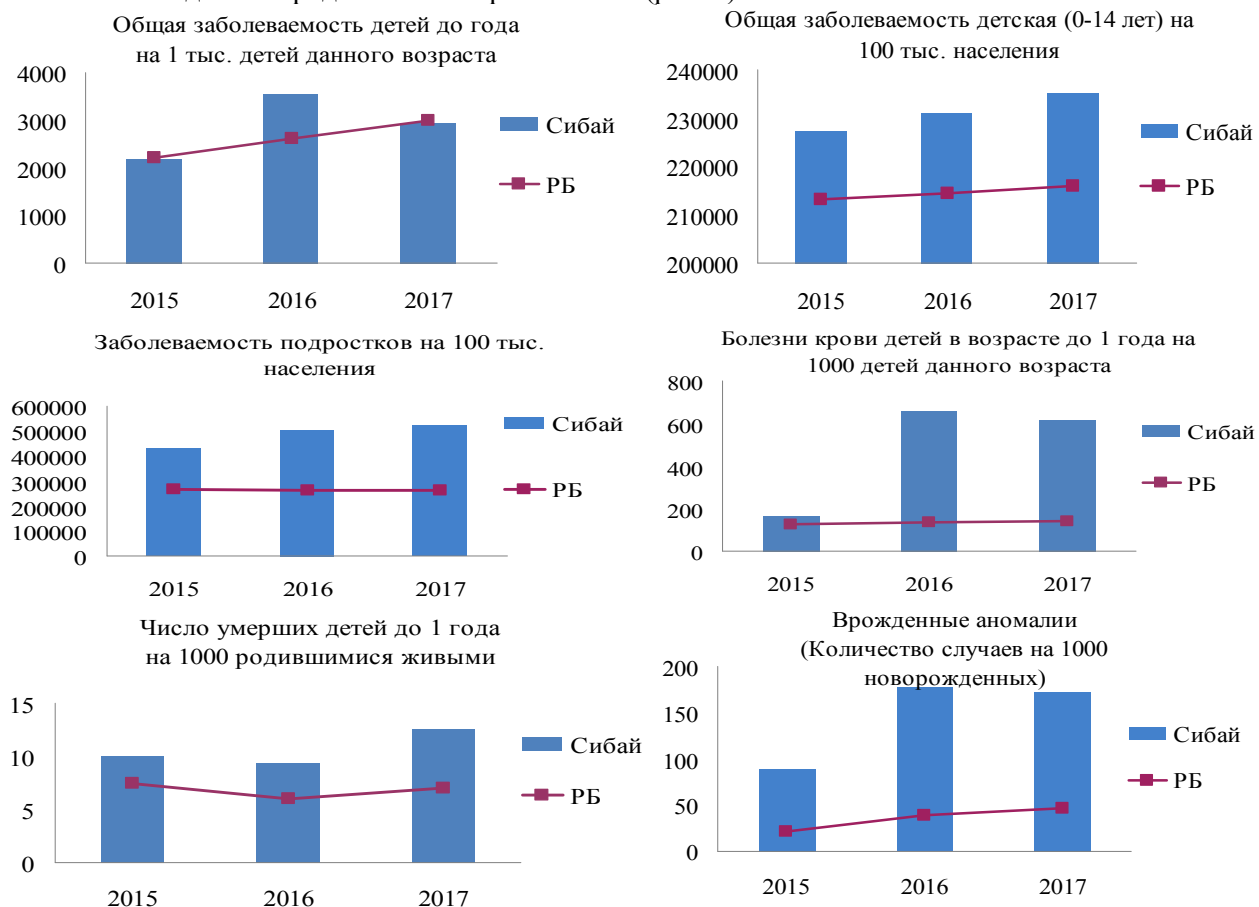 Общая заболеваемость детей до года
на 1 тыс. детей данного возраста
4000
3000
2000
1000
0
2015
2016
2017
Сибай
РБ
Общая заболеваемость детская (0-14 лет) на
100 тыс. населения
240000
230000
220000
210000
200000
2015
2016
2017
Сибай
РБ
Заболеваемость подростков на 100 тыс.
населения
600000
500000
400000
300000
200000
100000
0
2015
2016
2017
Сибай
РБ
Болезни крови детей в возрасте до 1 года на
1000 детей данного возраста
800
600
400
200
0
2015
2016
2017
Сибай
РБ
Число умерших детей до 1 года
на 1000 родившимися живыми
15
10
5
0
2015
2016
2017
Сибай
РБ
Врожденные аномалии
(Количество случаев на 1000
новорожденных)
200
150
100
50
0
2015
2016
2017
Сибай
РБ